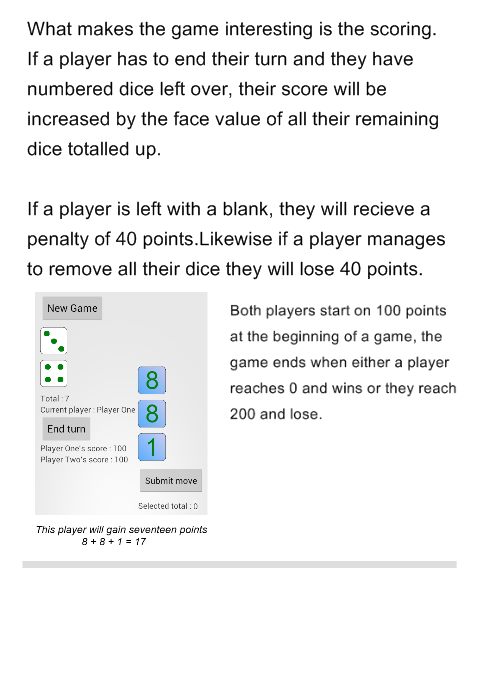 What makes the game interesting is the scoring.
If a player has to end their turn and they have
numbered dice left over, their score will be
increased by the face value of all their remaining
dice totalled up.
If a player is left with a blank, they will recieve a
penalty of 40 points.Likewise if a player manages
to remove all their dice they will lose 40 points.
New Game
Total : 7
Current player : Player One
End turn
Player One's score : 100
Player Two's score : 100
8
8
1
Submit move
Selected total : 0
This player will gain seventeen points
8 + 8 + 1 = 17
Both players start on 100 points
at the beginning of a game, the
game ends when either a player
reaches 0 and wins or they reach
200 and lose.